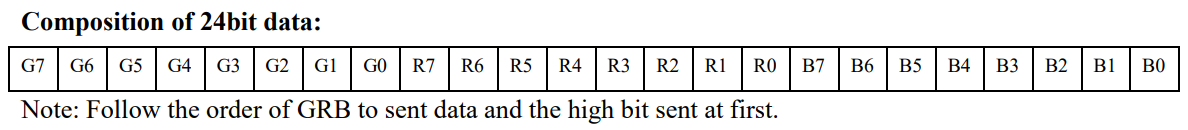 Composition of 24bit data:
G7 G6 G5 G4 G3 G2 G1 G0 R7 R6 R5 R4 R3 R2 R1 R0 B7 B6 B5 B4 B3 B2 B1 B0
Note: Follow the order of GRB to sent data and the high bit sent at first.